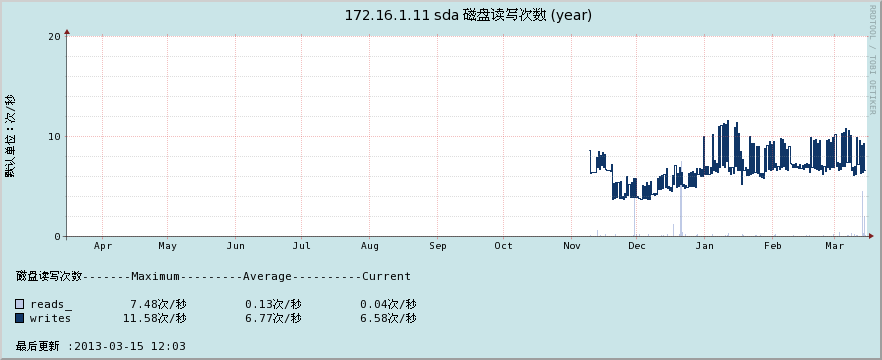 172.16.1.11 sda 磁盘读写次数 (year)
RRDTOOL / TOBI OETIKER
默认单位：次/秒
20
10
0
Apr May Jun Jul Aug Sep Oct Nov Dec Jan Feb Mar
磁盘读写次数-------Maximum---------Average----------Current
reads_ 7.48次/秒 0.13次/秒 0.04次/秒
writes 11.58次/秒 6.77次/秒 6.58次/秒
最后更新 :2013-03-15 12:03